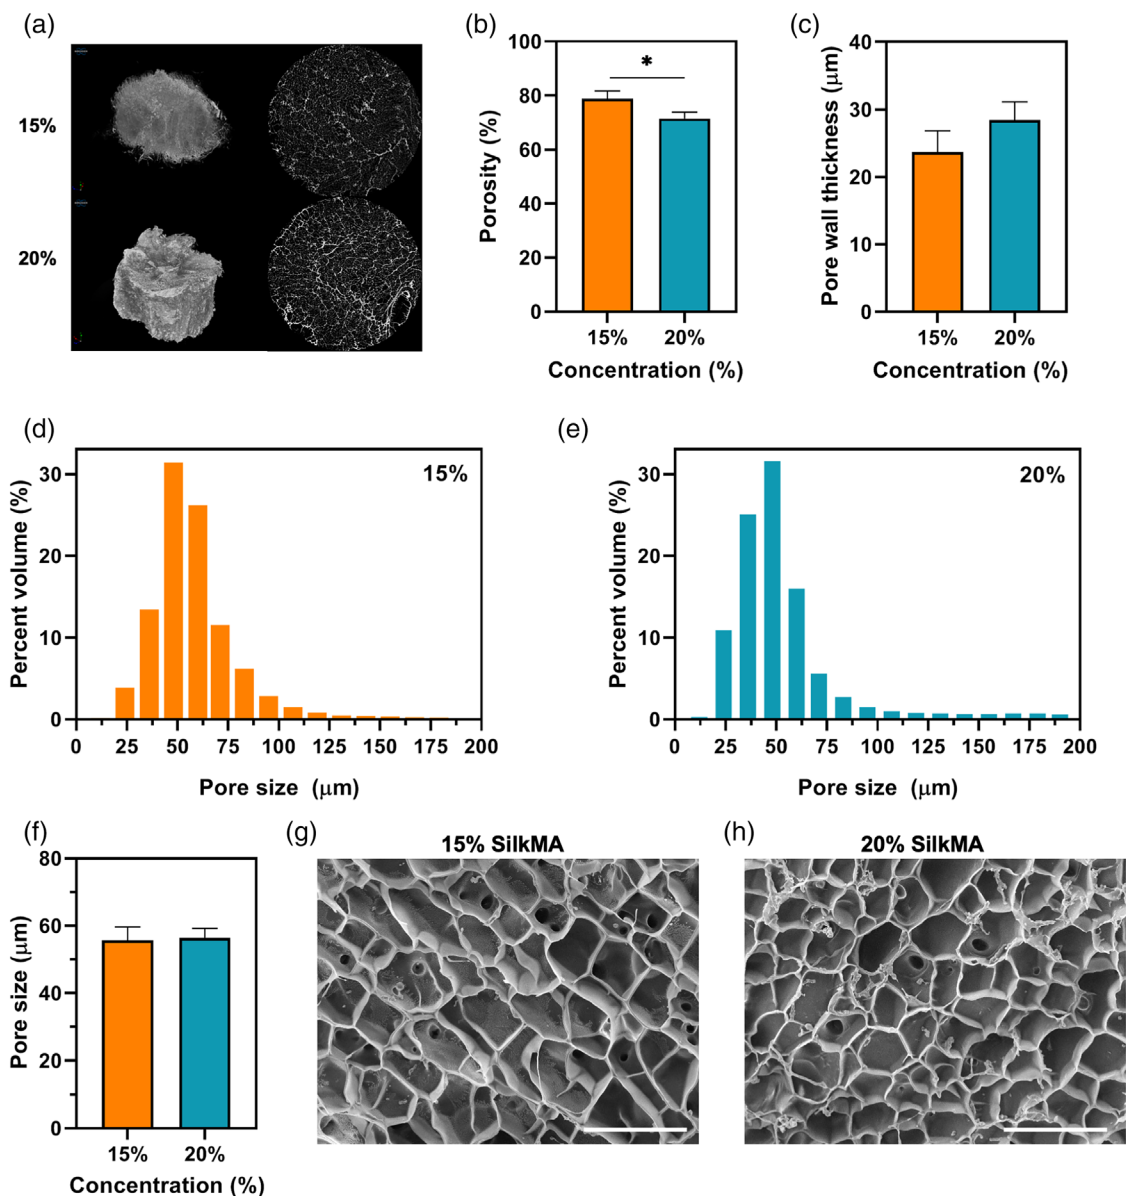 (a)
15%
20%
(b)
100
80
60
40
20
0
Porosity (%)
*
15% 20%
Concentration (%)
(c)
40
30
20
10
0
Pore wall thickness (μm)
15% 20%
Concentration (%)
(d)
15%
30
20
10
0
Percent volume (%)
0 25 50 75 100 125 150 175 200
Pore size (μm)
(e)
20%
30
20
10
0
Percent volume (%)
0 25 50 75 100 125 150 175 200
Pore size (μm)
(f)
80
60
40
20
0
Pore size (μm)
15% 20%
Concentration (%)
(g)
15% SilkMA
(h)
20% SilkMA